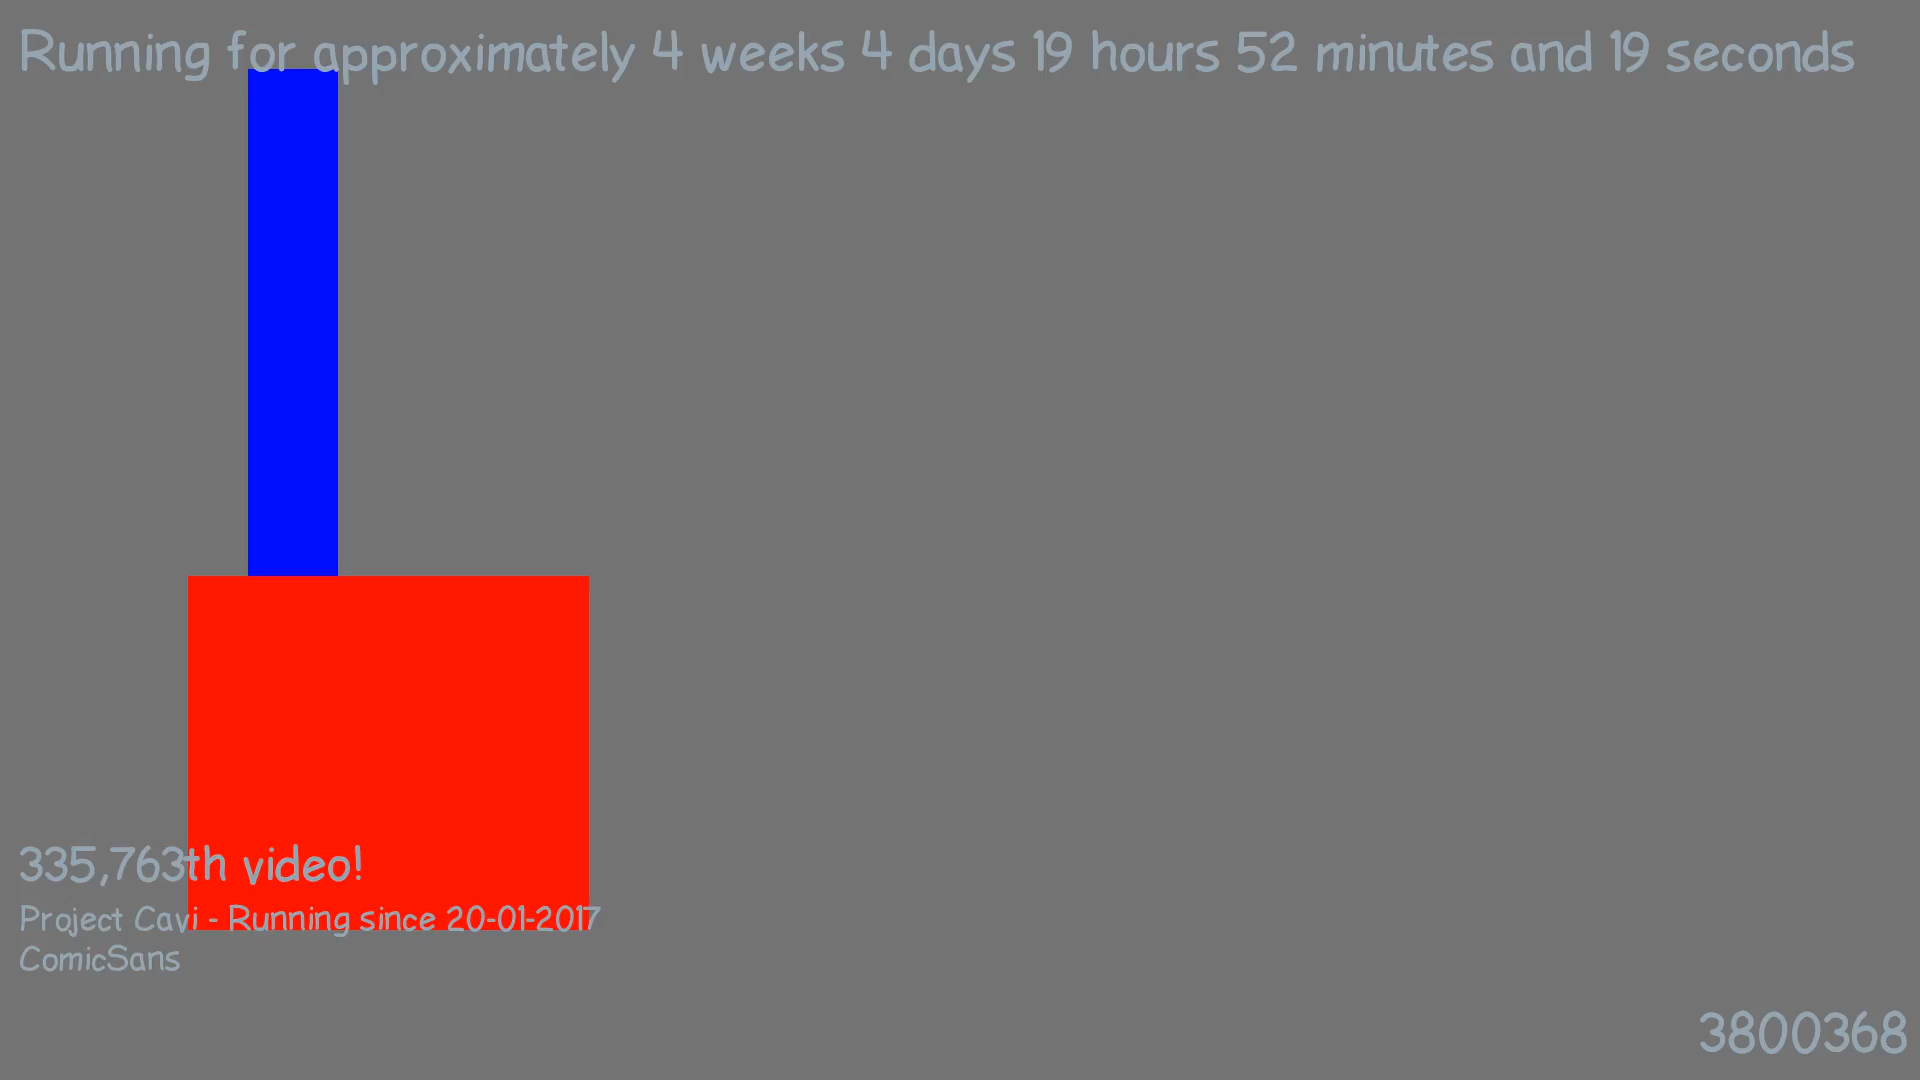 Running for approximately 4 weeks 4 days 19 hours 52 minutes and 19 seconds
335,763th video!
Project Cavi - Running since 20-01-2017
ComicSans
3800368